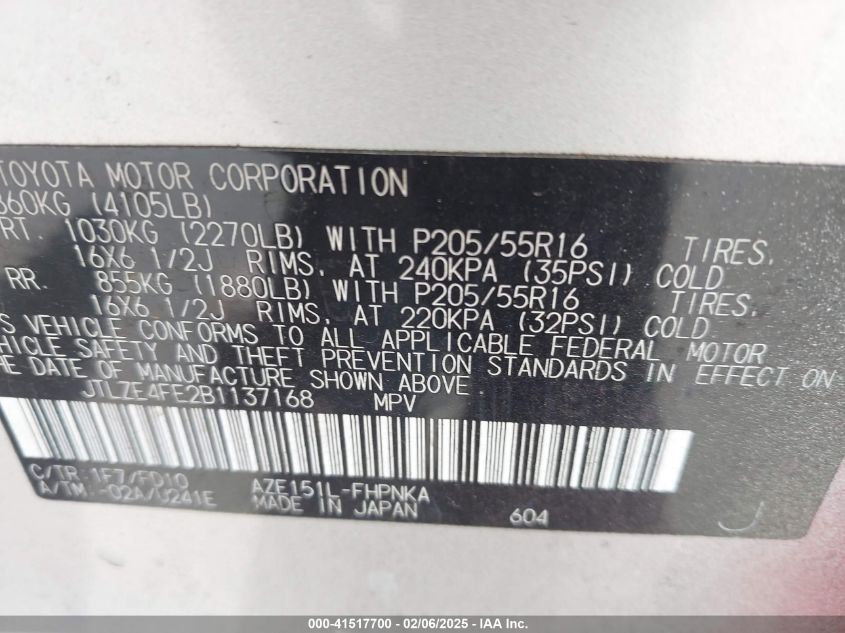 TOYOTA MOTOR CORPORATION
860KG (4105LB)
RT. 1030KG (2270LB) WITH P205/55R16 TIRES,
16X6 1/2J RIMS, AT 240KPA (35PSI) COLD
RR. 855KG (1880LB) WITH P205/55R16 TIRES,
16X6 1/2J RIMS, AT 220KPA (32PSI) COLD
S VEHICLE CONFORMS TO ALL APPLICABLE FEDERAL MOTOR
HICLE SAFETY AND THEFT PREVENTION STANDARDS IN EFFECT ON
HE DATE OF MANUFACTURE SHOWN ABOVE.
JTLZE4FE2B1137168 MPV
C/TR: 1F7/FD10 AZE151L-FHPNKA
A/TM: -02A/U241E MADE IN JAPAN 604
J
000-41517700 - 02/06/2025 - IAA Inc.